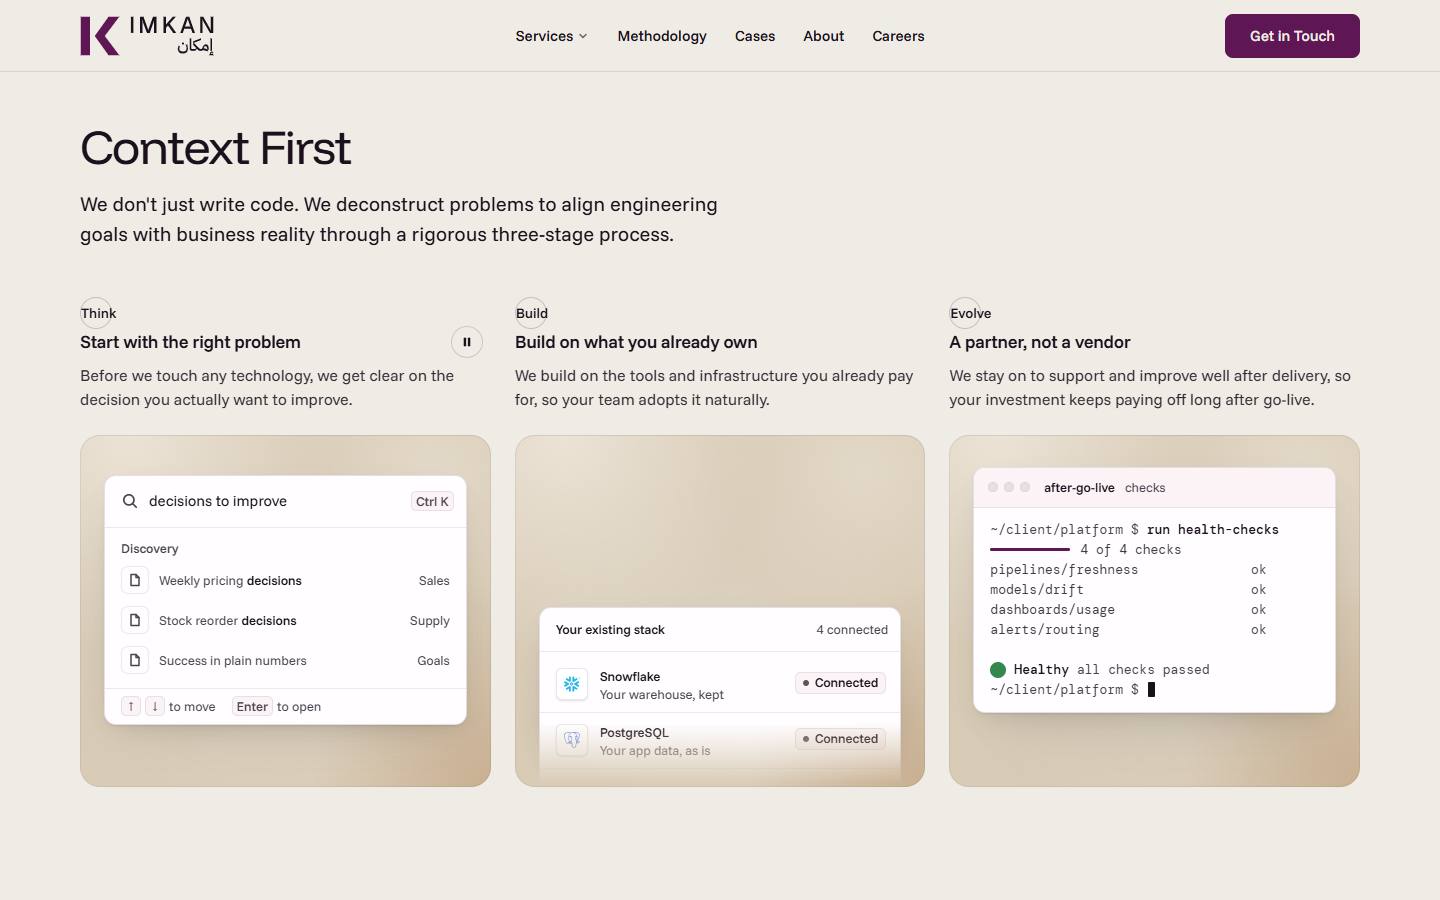 IMKAN
إمكان
Services
Methodology
Cases
About
Careers
Get in Touch
Context First
We don't just write code. We deconstruct problems to align engineering
goals with business reality through a rigorous three-stage process.
Think
Start with the right problem
Before we touch any technology, we get clear on the
decision you actually want to improve.
decisions to improve
Ctrl K
Discovery
Weekly pricing decisions
Sales
Stock reorder decisions
Supply
Success in plain numbers
Goals
↑ ↓ to move Enter to open
Build
Build on what you already own
We build on the tools and infrastructure you already pay
for, so your team adopts it naturally.
Your existing stack
4 connected
Snowflake
Your warehouse, kept
Connected
PostgreSQL
Your app data, as is
Connected
Evolve
A partner, not a vendor
We stay on to support and improve well after delivery, so
your investment keeps paying off long after go-live.
after-go-live checks
~/client/platform $ run health-checks
4 of 4 checks
pipelines/freshness ok
models/drift ok
dashboards/usage ok
alerts/routing ok
Healthy all checks passed
~/client/platform $